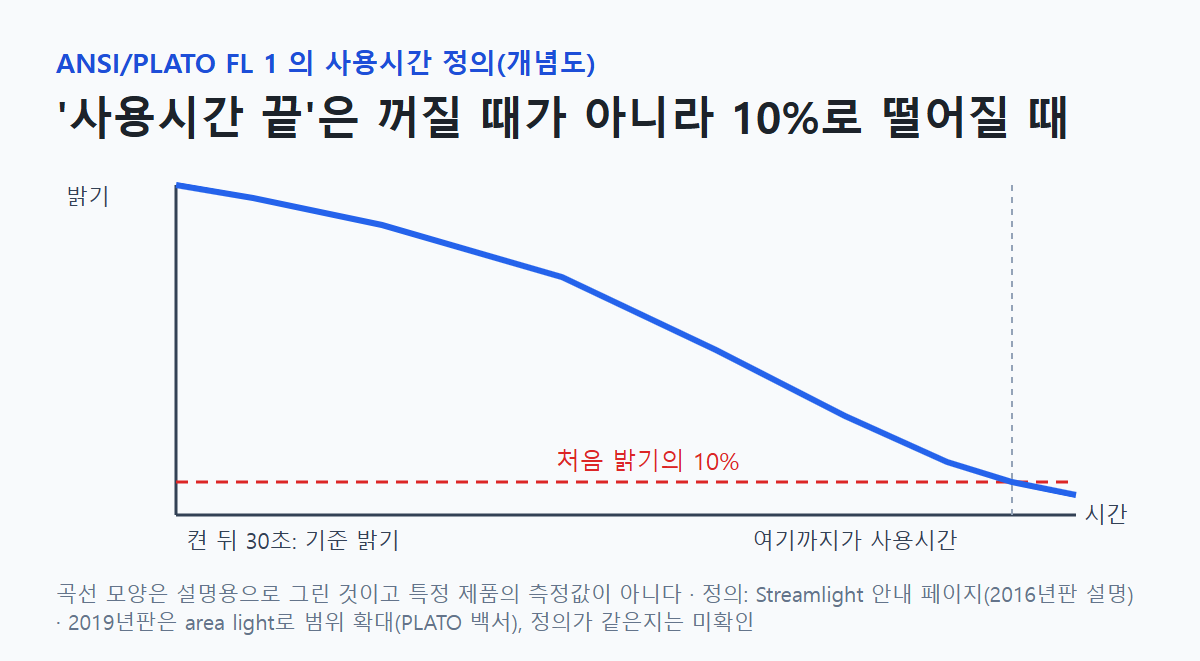 ANSI/PLATO FL 1 의 사용시간 정의(개념도)
'사용시간 끝'은 꺼질 때가 아니라 10%로 떨어질 때
밝기
처음 밝기의 10%
시간
켠 뒤 30초: 기준 밝기
여기까지가 사용시간
곡선 모양은 설명용으로 그린 것이고 특정 제품의 측정값이 아니다 · 정의: Streamlight 안내 페이지(2016년판 설명)
· 2019년판은 area light로 범위 확대(PLATO 백서), 정의가 같은지는 미확인